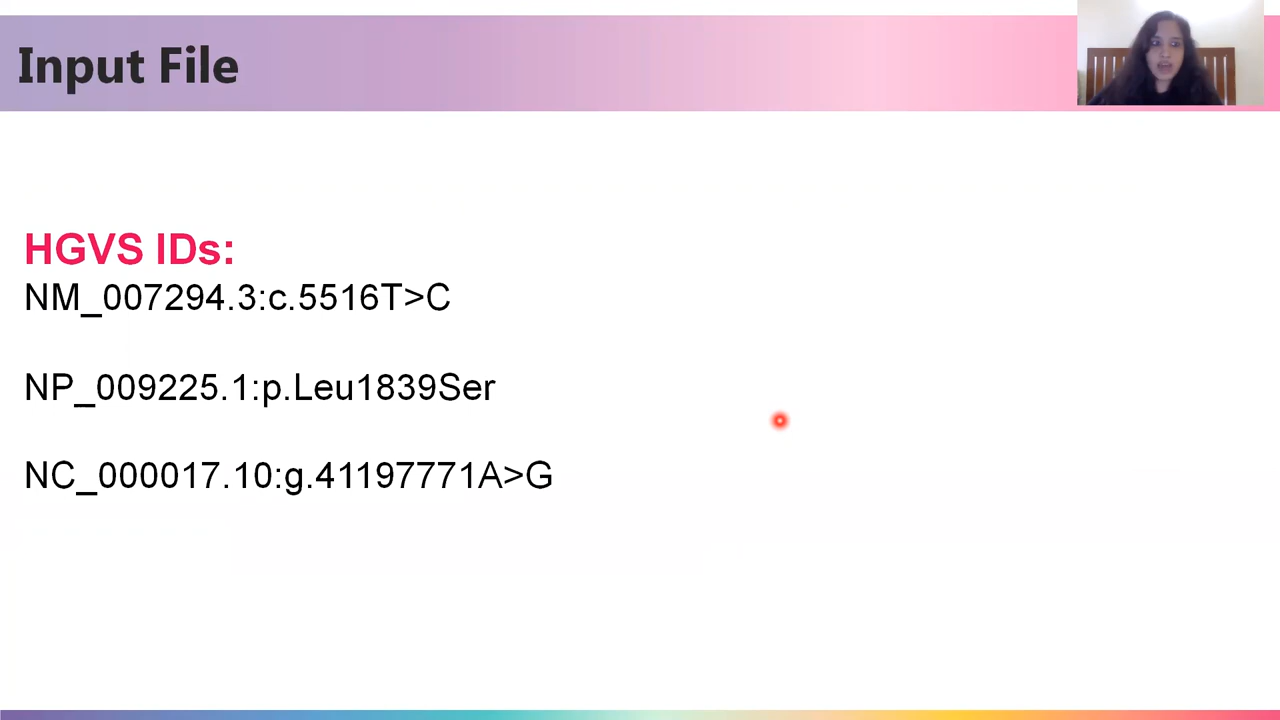 Input File
HGVS IDs:
NM_007294.3:c.5516T>C
NP_009225.1:p.Leu1839Ser
NC_000017.10:g.41197771A>G